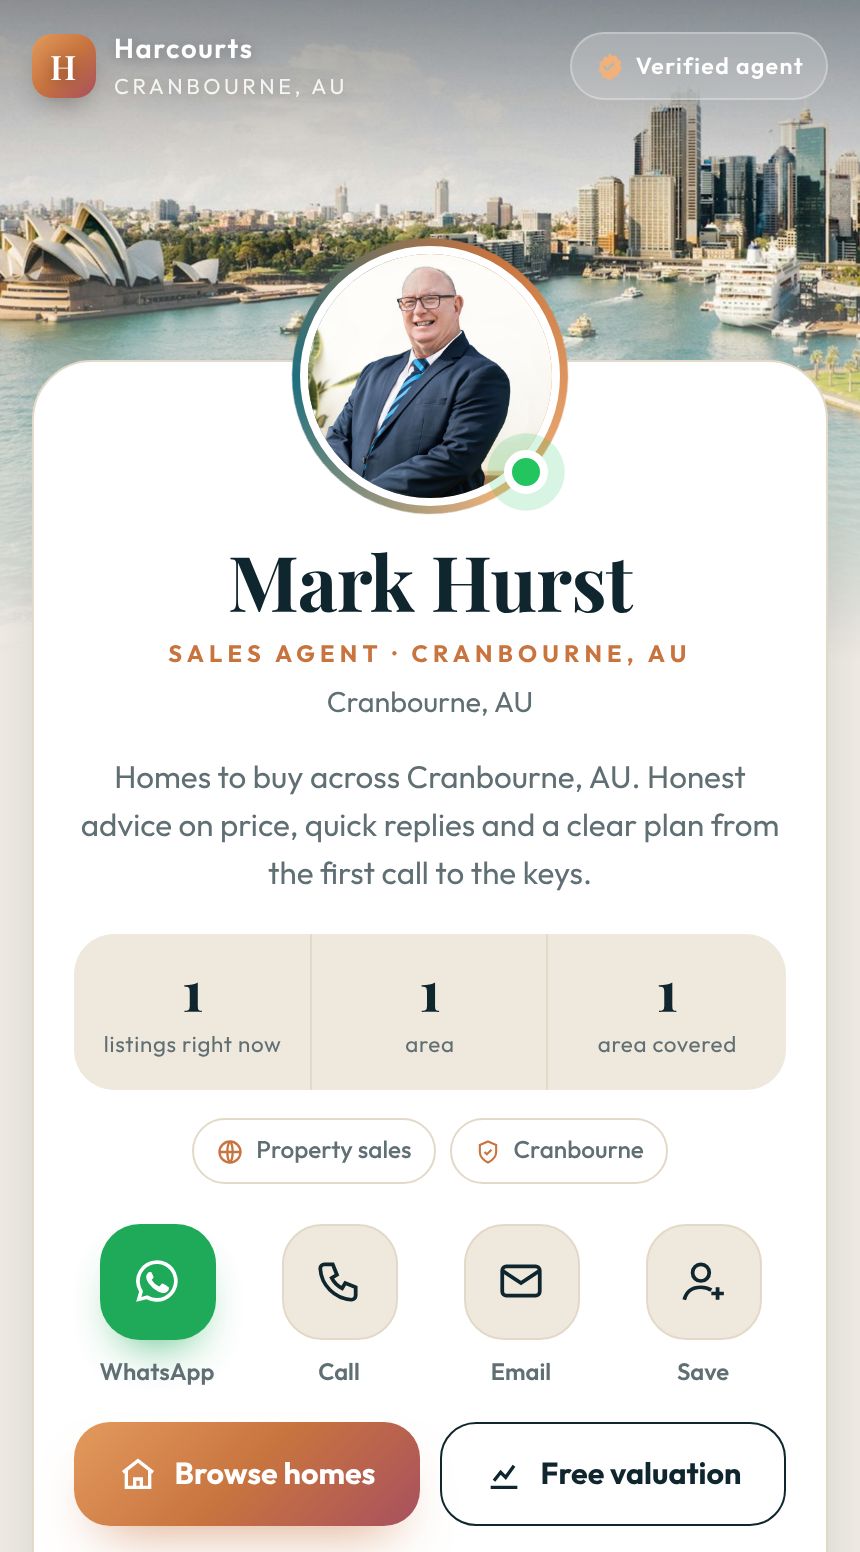 H
Harcourts
CRANBOURNE, AU
Verified agent
Mark Hurst
SALES AGENT · CRANBOURNE, AU
Cranbourne, AU
Homes to buy across Cranbourne, AU. Honest
advice on price, quick replies and a clear plan from
the first call to the keys.
1
listings right now
1
area
1
area covered
Property sales
Cranbourne
WhatsApp
Call
Email
Save
Browse homes
Free valuation